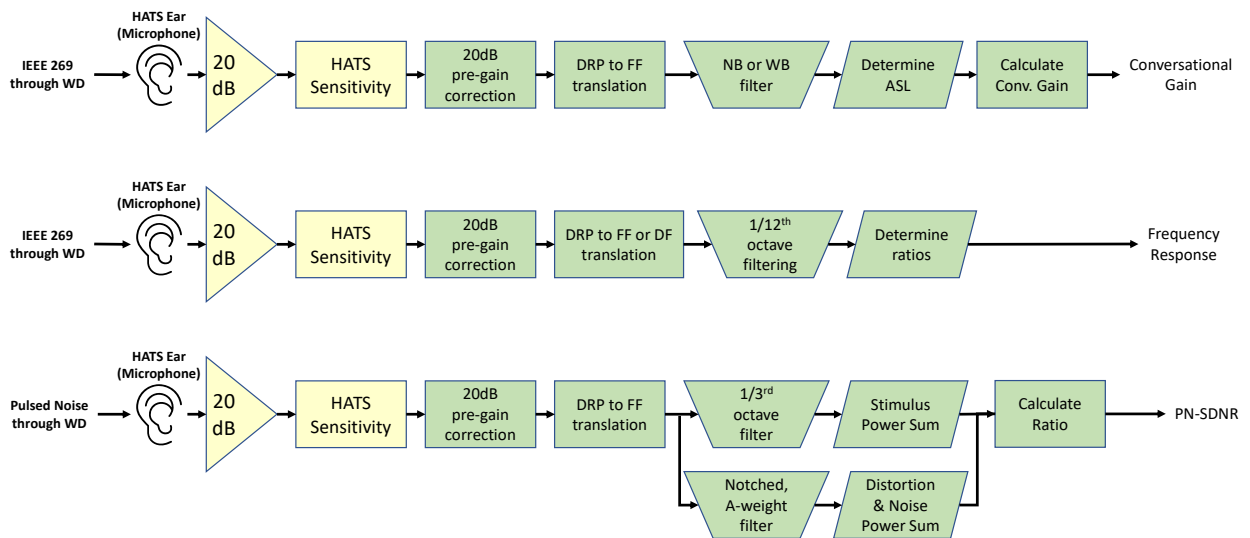 HATS Ear
(Microphone)
IEEE 269
through WD
20
dB
HATS
Sensitivity
20dB
pre-gain
correction
DRP to FF
translation
NB or WB
filter
Determine
ASL
Calculate
Conv. Gain
Conversational
Gain
HATS Ear
(Microphone)
IEEE 269
through WD
20
dB
HATS
Sensitivity
20dB
pre-gain
correction
DRP to FF or DF
translation
1/12th
octave
filtering
Determine
ratios
Frequency
Response
HATS Ear
(Microphone)
Pulsed Noise
through WD
20
dB
HATS
Sensitivity
20dB
pre-gain
correction
DRP to FF
translation
1/3rd
octave
filter
Stimulus
Power Sum
Calculate
Ratio
PN-SDNR
Notched,
A-weight
filter
Distortion
& Noise
Power Sum